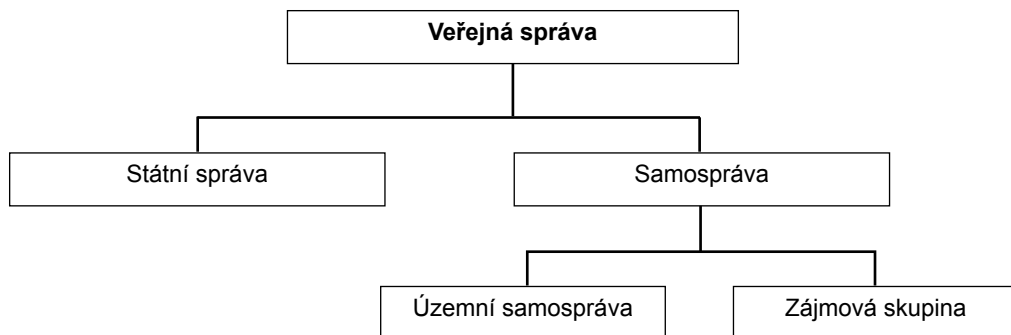 Veřejná správa
Státní správa
Samospráva
Územní samospráva
Zájmová skupina